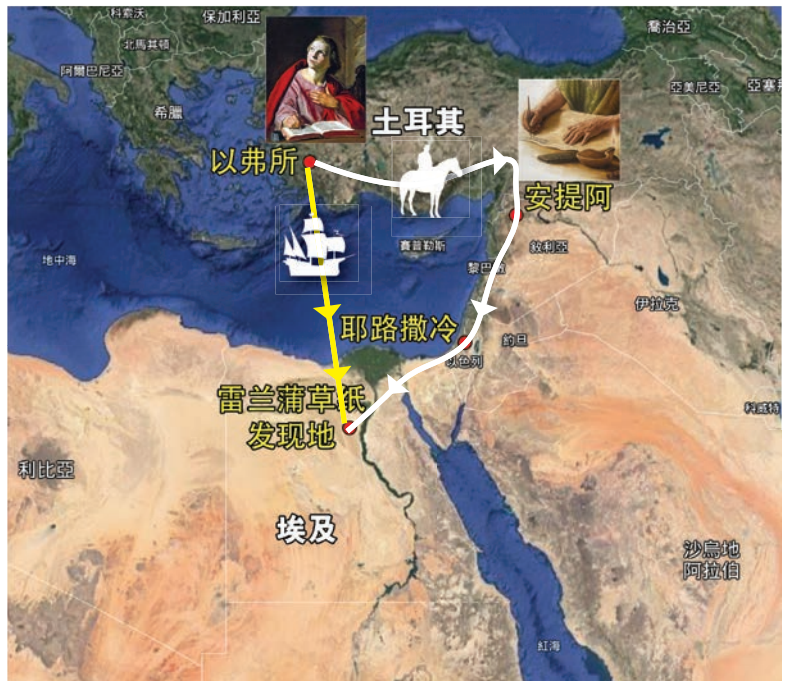 科索沃
保加利亞
喬治亞
北馬其頓
阿爾巴尼亞
亞美尼亞
亞塞
希臘
土耳其
以弗所
安提阿
賽普勒斯
敘利亞
地中海
黎巴嫩
伊拉克
耶路撒冷
約旦
以色列
雷兰蒲草纸
发现地
科威特
利比亞
埃及
沙烏地
阿拉伯
紅海